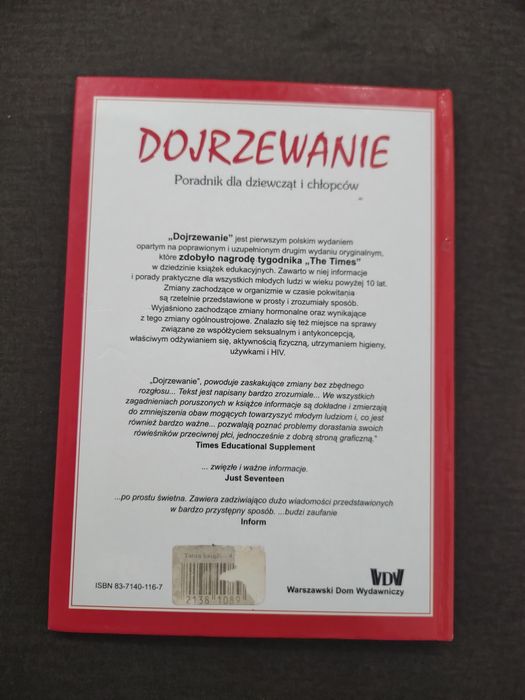 DOJRZEWANIE
Poradnik dla dziewcząt i chłopców
„Dojrzewanie” jest pierwszym polskim wydaniem
opartym na poprawionym i uzupełnionym drugim wydaniu oryginalnym,
które zdobyło nagrodę tygodnika „The Times”
w dziedzinie książek edukacyjnych. Zawarto w niej informacje
i porady praktyczne dla wszystkich młodych ludzi w wieku powyżej 10 lat.
Zmiany zachodzące w organizmie w czasie pokwitania
są rzetelnie przedstawione w prosty i zrozumiały sposób.
Wyjaśniono zachodzące zmiany hormonalne oraz wynikające
z tego zmiany ogólnoustrojowe. Znalazło się też miejsce na sprawy
związane ze współżyciem seksualnym i antykoncepcją,
właściwym odżywianiem się, aktywnością fizyczną, utrzymaniem higieny,
używkami i HIV.
„Dojrzewanie”, powoduje zaskakujące zmiany bez zbędnego
rozgłosu... Tekst jest napisany bardzo zrozumiale... We wszystkich
zagadnieniach poruszonych w książce informacje są dokładne i zmierzają
do zmniejszenia obaw mogących towarzyszyć młodym ludziom i, co jest
również bardzo ważne... pozwalają poznać problemy dorastania swoich
rówieśników przeciwnej płci, jednocześnie z dobrą stroną graficzną."
Times Educational Supplement
... zwięzłe i ważne informacje.
Just Seventeen
...po prostu świetna. Zawiera zadziwiająco dużo wiadomości przedstawionych
w bardzo przystępny sposób. ...budzi zaufanie
Inform
Tania książ
2138 1089
ISBN 83-7140-116-7
VDW
Warszawski Dom Wydawniczy